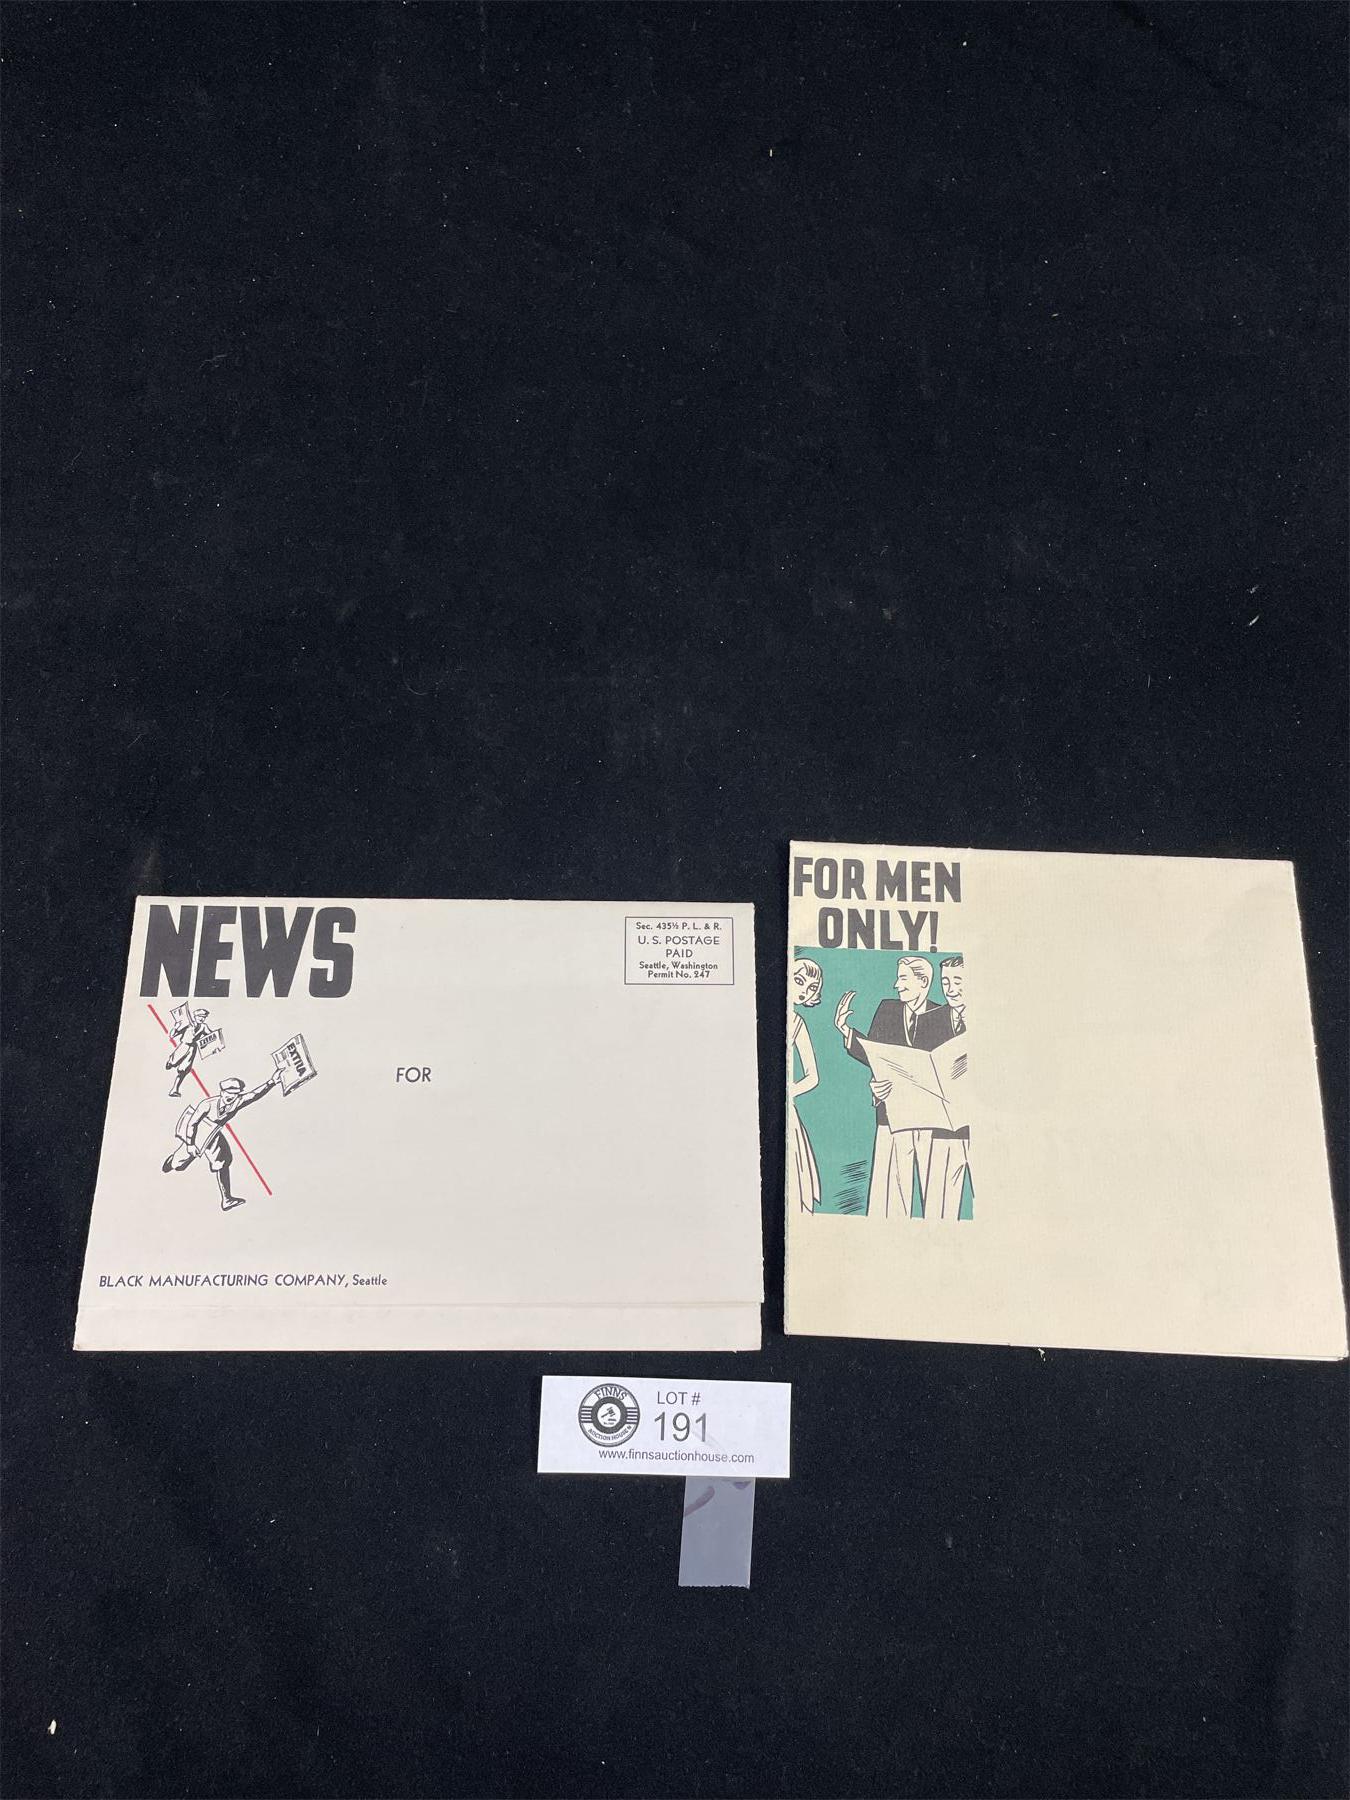 NEWS
Sec. 435½ P. L. & R.
U. S. POSTAGE
PAID
Seattle, Washington
Permit No. 247
EXTRA
EXTRA
FOR
BLACK MANUFACTURING COMPANY, Seattle
FOR MEN
ONLY!
FINNS
AUCTION HOUSE
LOT #
191
www.finnsauctionhouse.com